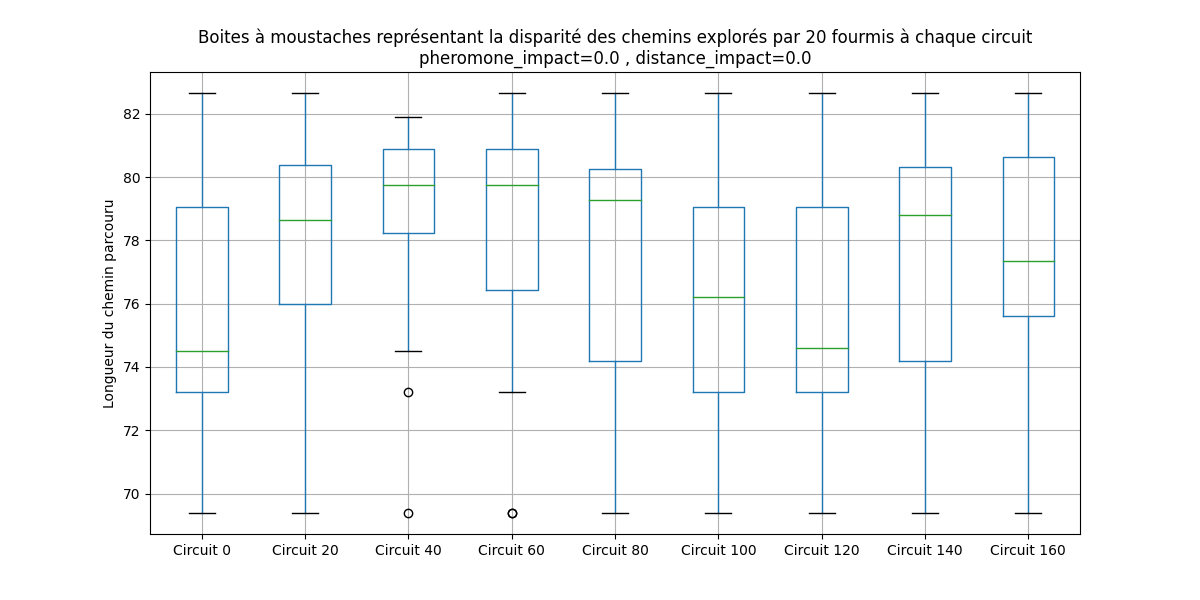 Boites à moustaches représentant la disparité des chemins explorés par 20 fourmis à chaque circuit
pheromone_impact=0.0 , distance_impact=0.0
Longueur du chemin parcouru
82
80
78
76
74
72
70
Circuit 0 Circuit 20 Circuit 40 Circuit 60 Circuit 80 Circuit 100 Circuit 120 Circuit 140 Circuit 160